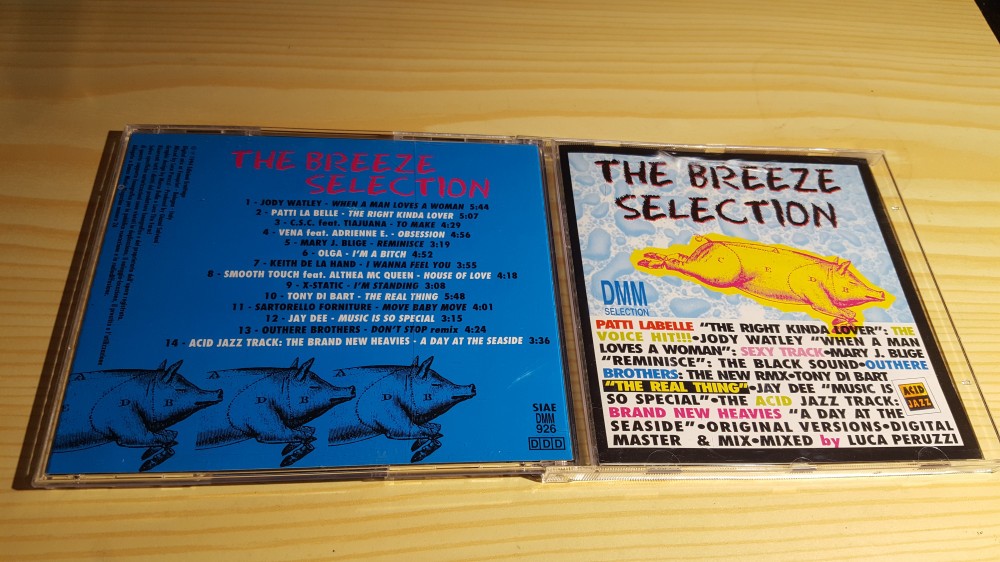 THE BREEZE
SELECTION
1 - JODY WATLEY - WHEN A MAN LOVES A WOMAN 5:44
2 - PATTI LA BELLE - THE RIGHT KINDA LOVER 5:07
3 - C.S.C. feat. TIAJUANA - TO MAKE 4:29
4 - VENA feat. ADRIENNE E. - OBSESSION 4:56
5 - MARY J. BLIGE - REMINISCE 3:19
6 - OLGA - I'M A BITCH 4:52
7 - KEITH DE LA HAND - I WANNA FEEL YOU 3:55
8 - SMOOTH TOUCH feat. ALTHEA MC QUEEN - HOUSE OF LOVE 4:18
9 - X-STATIC - I'M STANDING 3:08
10 - TONY DI BART - THE REAL THING 5:48
11 - SARTORELLO FORNITURE - MOVE BABY MOVE 4:01
12 - JAY DEE - MUSIC IS SO SPECIAL 3:15
13 - OUTHERE BROTHERS - DON'T STOP remix 4:24
14 - ACID JAZZ TRACK: THE BRAND NEW HEAVIES - A DAY AT THE SEASIDE 3:36
D B
D B
D B
SIAE
DMM
926
DDD
THE BREEZE
SELECTION
C E D B
DMM
SELECTION
PATTI LABELLE "THE RIGHT KINDA LOVER": THE
VOICE HIT!!!•JODY WATLEY "WHEN A MAN
LOVES A WOMAN": SEXY TRACK•MARY J. BLIGE
"REMINISCE": THE BLACK SOUND•OUTHERE
BROTHERS: THE NEW RMX•TONY DI BART
"THE REAL THING"•JAY DEE "MUSIC IS
SO SPECIAL"•THE ACID JAZZ TRACK:
BRAND NEW HEAVIES "A DAY AT THE
SEASIDE"•ORIGINAL VERSIONS•DIGITAL
MASTER & MIX•MIXED by LUCA PERUZZI
ACID
JAZZ